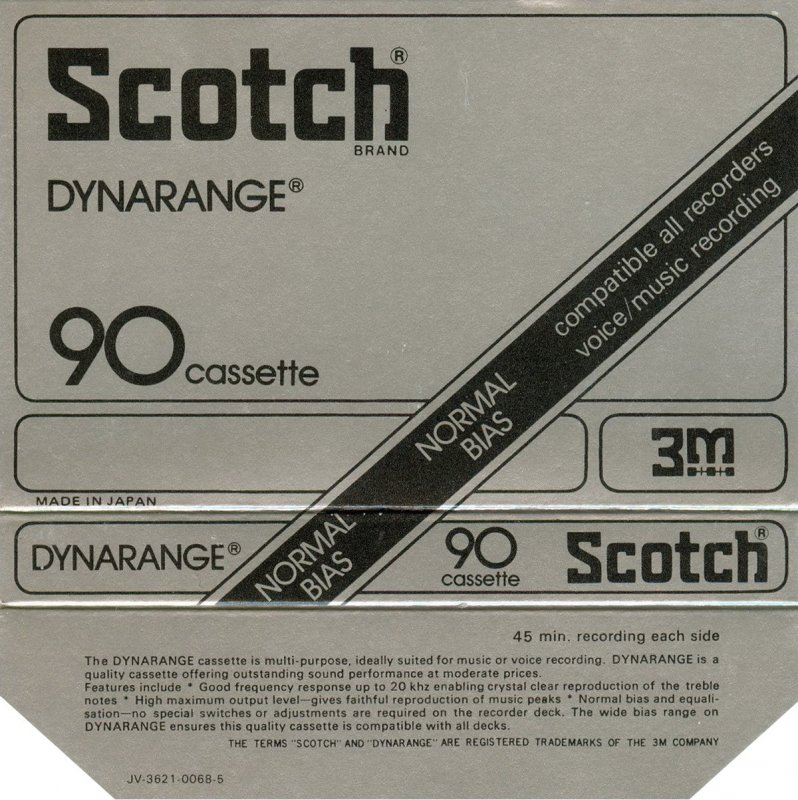 Scotch®
BRAND
DYNARANGE®
90 cassette
compatible all recorders
voice/music recording
NORMAL
BIAS
3M
MADE IN JAPAN
DYNARANGE®
NORMAL
BIAS
90
cassette
Scotch®
45 min. recording each side
The DYNARANGE cassette is multi-purpose, ideally suited for music or voice recording. DYNARANGE is a
quality cassette offering outstanding sound performance at moderate prices.
Features include * Good frequency response up to 20 khz enabling crystal clear reproduction of the treble
notes * High maximum output level—gives faithful reproduction of music peaks * Normal bias and equali-
sation—no special switches or adjustments are required on the recorder deck. The wide bias range on
DYNARANGE ensures this quality cassette is compatible with all decks.
THE TERMS "SCOTCH" AND "DYNARANGE" ARE REGISTERED TRADEMARKS OF THE 3M COMPANY
JV-3621-0068-5